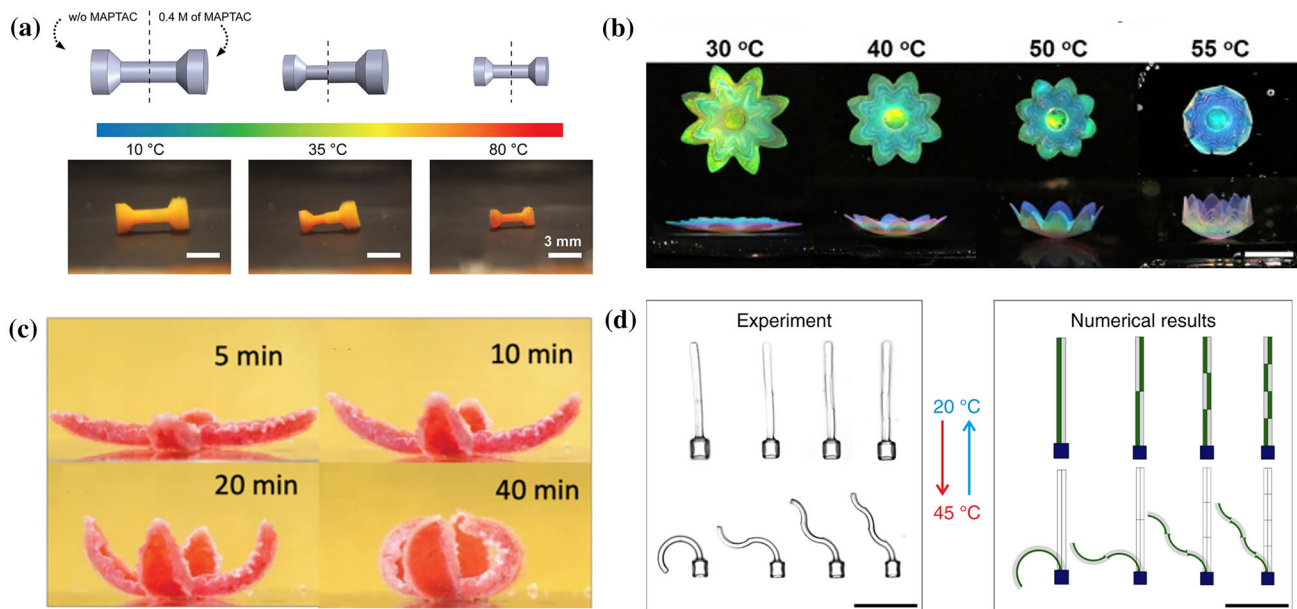 (a)
w/o MAPTAC
0.4 M of MAPTAC
10 °C
35 °C
80 °C
3 mm
(b)
30 °C
40 °C
50 °C
55 °C
(c)
5 min
10 min
20 min
40 min
(d)
Experiment
20 °C
45 °C
Numerical results